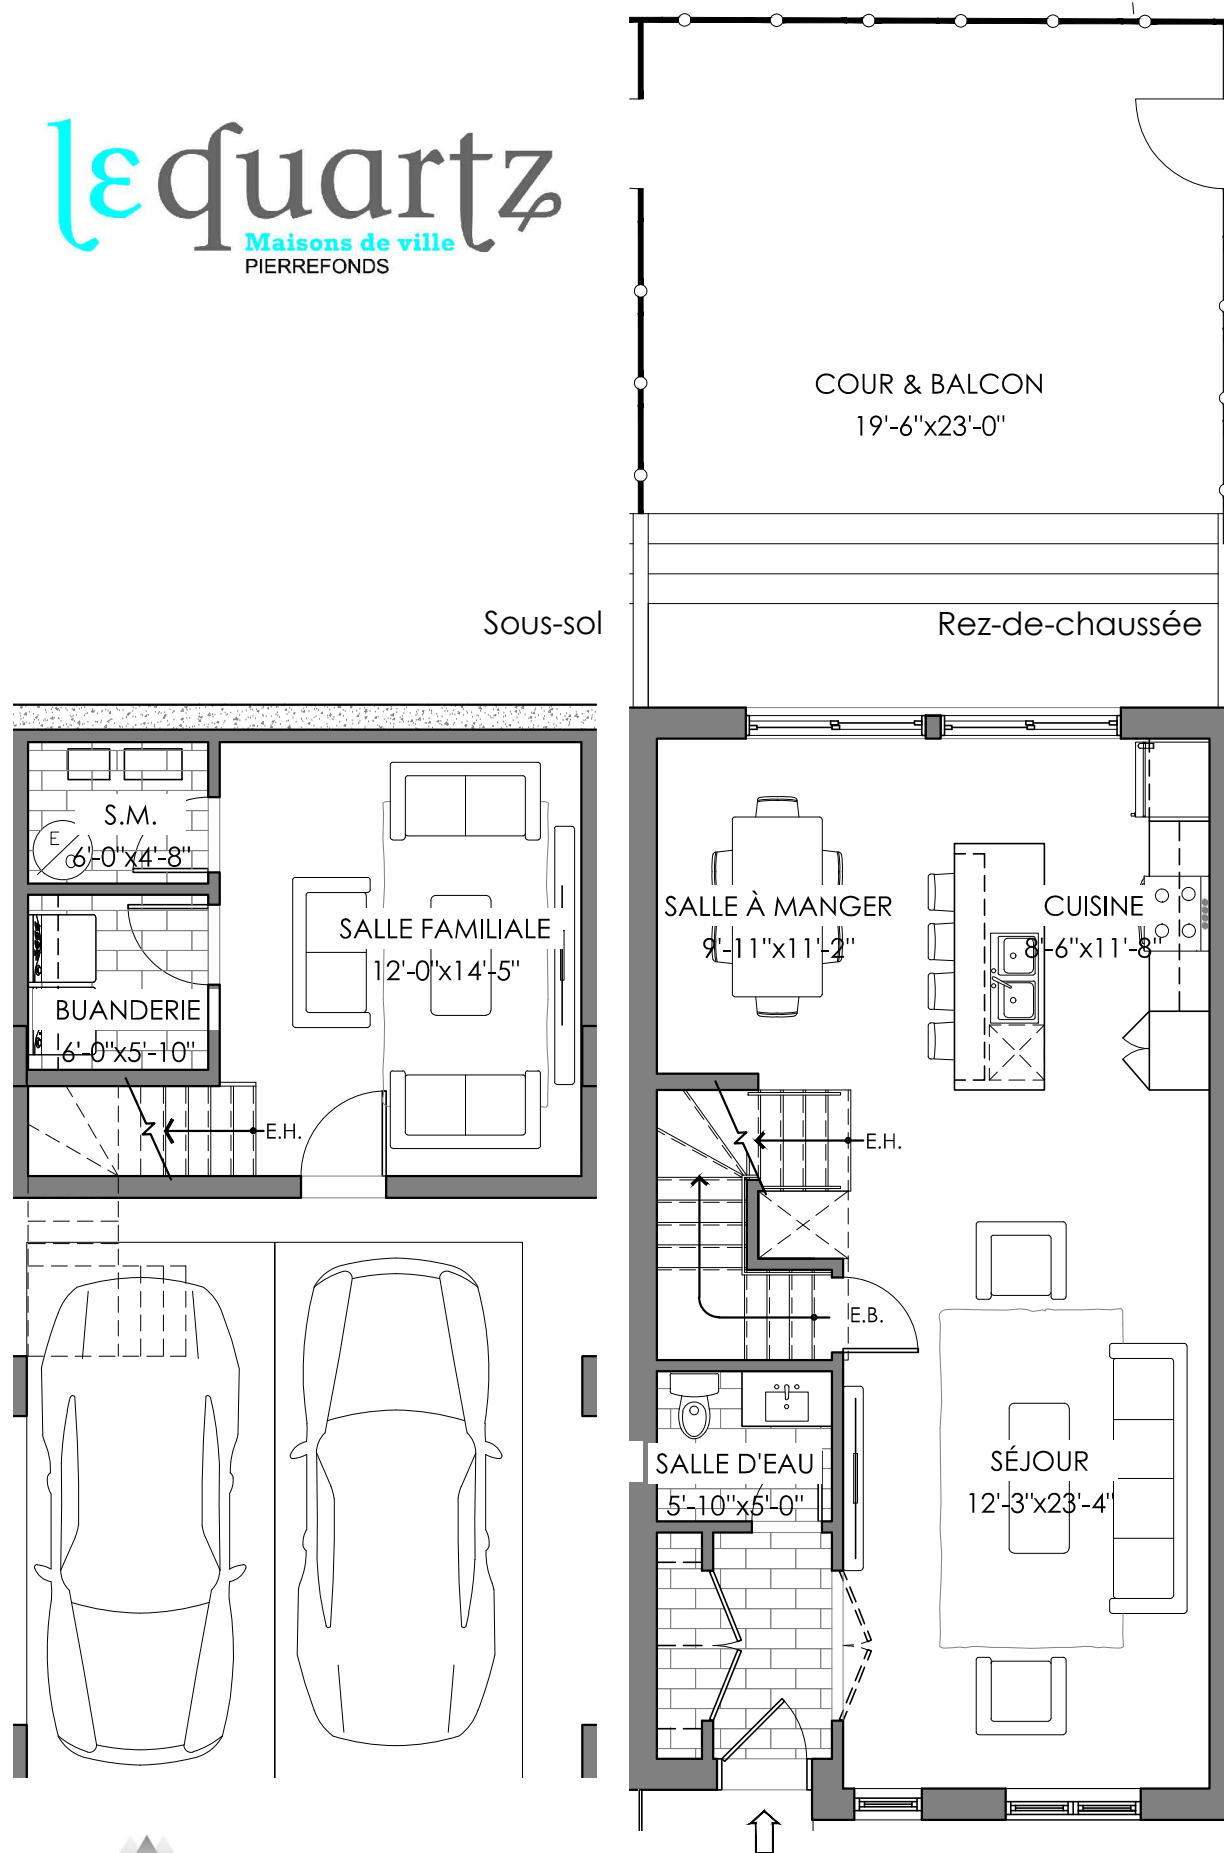 le quartz
Maisons de ville
PIERREFONDS
COUR & BALCON
19'-6"x23'-0"
Sous-sol
Rez-de-chaussée
S.M.
6'-0"x4'-8"
E
BUANDERIE
6'-0"x5'-10"
SALLE FAMILIALE
12'-0"x14'-5"
E.H.
SALLE À MANGER
9'-11"x11'-2"
CUISINE
8'-6"x11'-8"
E.H.
E.B.
SALLE D'EAU
5'-10"x5'-0"
SÉJOUR
12'-3"x23'-4"